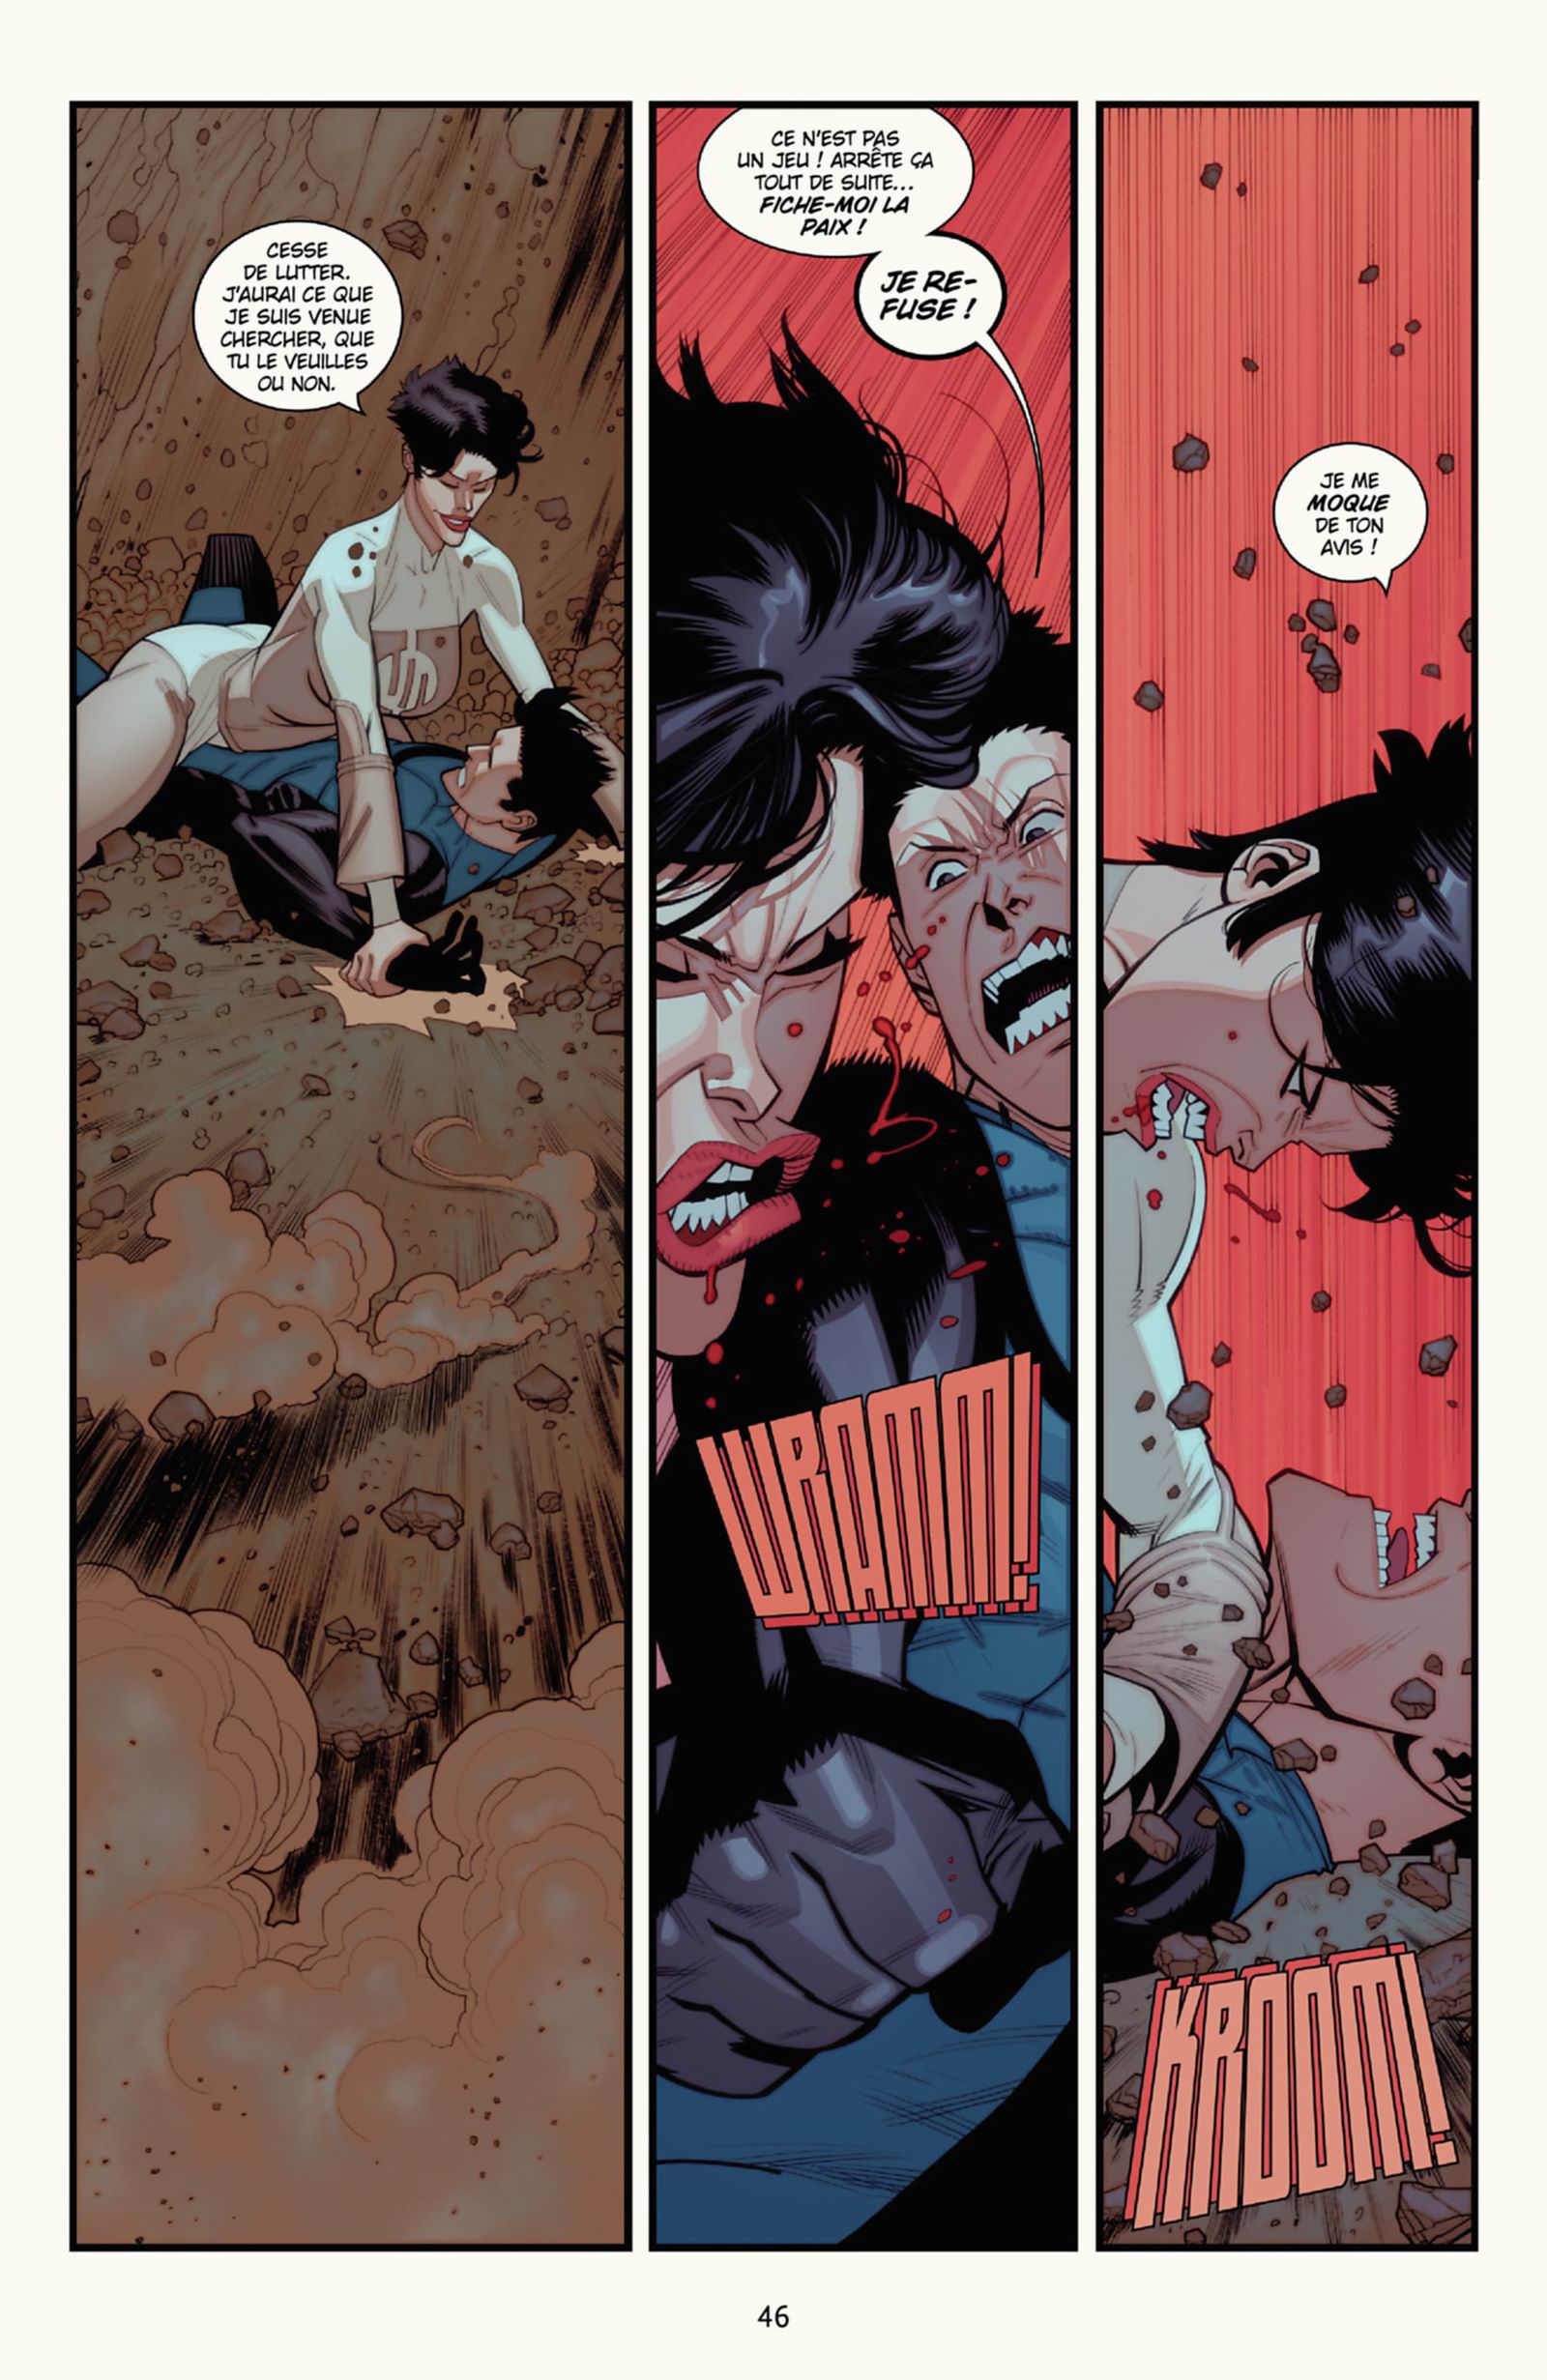 CESSE
DE LUTTER.
J'AURAI CE QUE
JE SUIS VENUE
CHERCHER, QUE
TU LE VEUILLES
OU NON.
CE N'EST PAS
UN JEU ! ARRÊTE ÇA
TOUT DE SUITE...
FICHE-MOI LA
PAIX !
JE RE-
FUSE !
WRAMM!
JE ME
MOQUE
DE TON
AVIS !
KROOM!
46